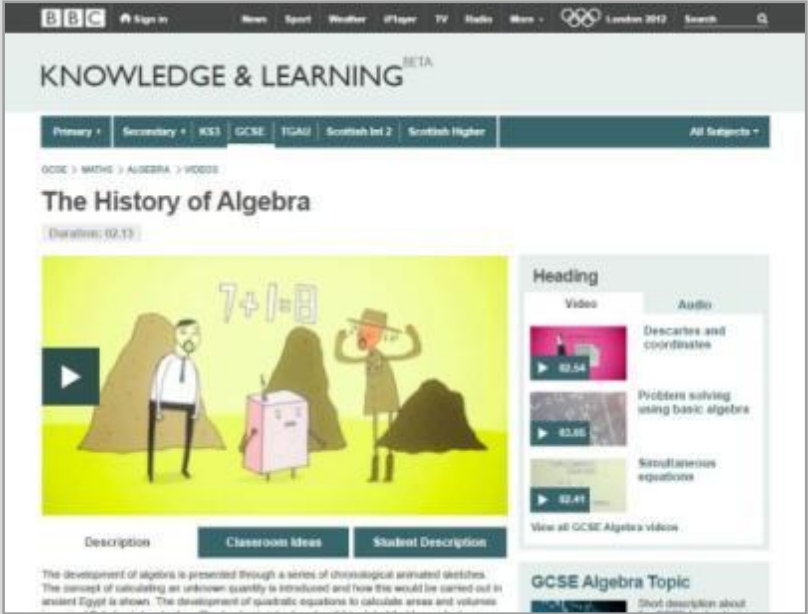 BBC Sign in News Sport Weather iPlayer TV Radio More London 2012 Search
KNOWLEDGE & LEARNING BETA
Primary Secondary KS3 GCSE TGAU Scottish Int 2 Scottish Higher All Subjects
GCSE > MATHS > ALGEBRA > VIDEOS
The History of Algebra
Duration: 02.13
7+1=8
Heading
Video Audio
Descartes and
coordinates
02.54
Problem solving
using basic algebra
03.05
Simultaneous
equations
02.41
View all GCSE Algebra videos
Description Classroom Ideas Student Description
The development of algebra is presented through a series of chronological animated sketches.
The concept of calculating an unknown quantity is introduced and how this would be carried out in
ancient Egypt is shown. The development of quadratic equations to calculate areas and volumes
GCSE Algebra Topic
Short description about